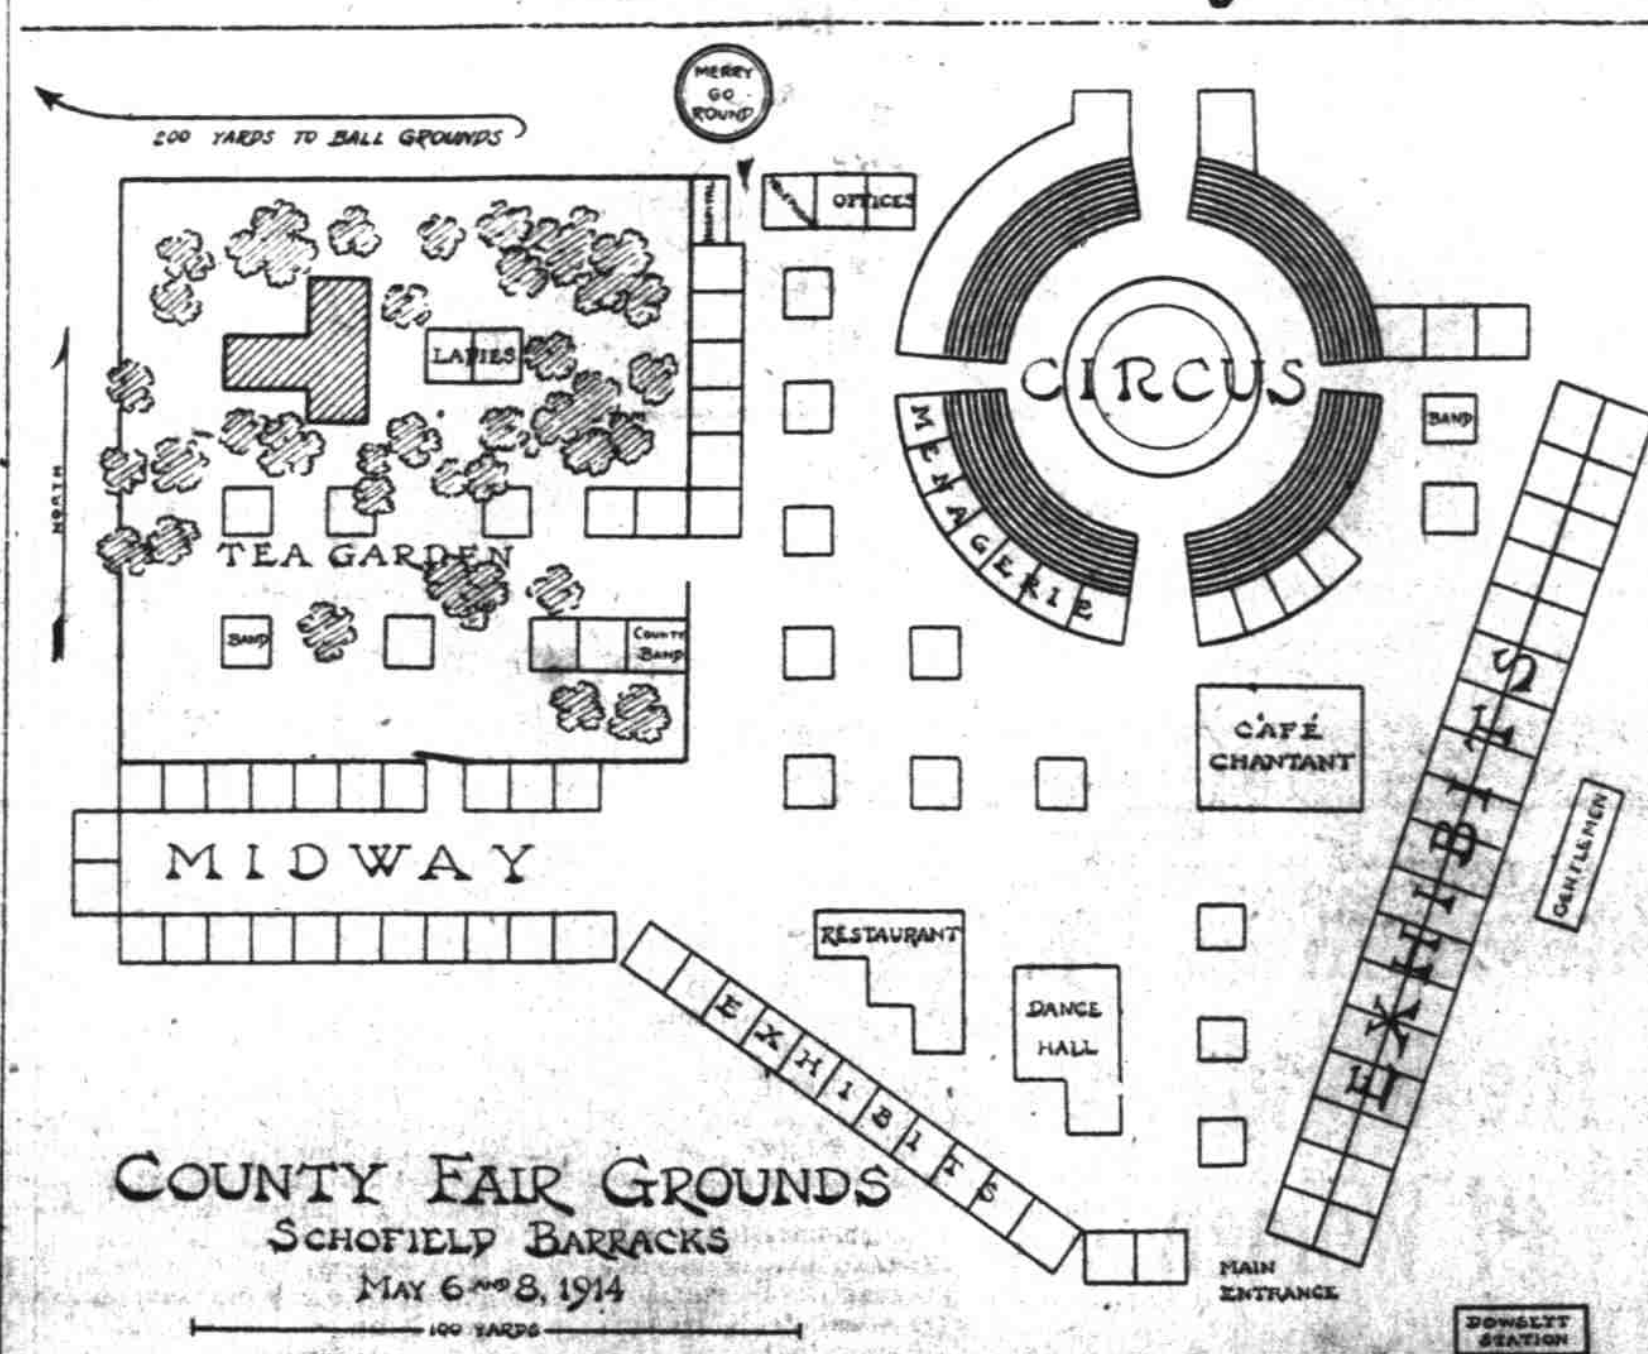 MERRY
GO
ROUND
200 YARDS TO BALL GROUNDS
HOSPITAL
OFFICES
LADIES
CIRCUS
BAND
MENAGERIE
NORTH
TEA GARDEN
BAND
COUNTY
BAND
CAFÉ
CHANTANT
EXHIBITS
GENTLEMEN
MIDWAY
RESTAURANT
DANCE
HALL
EXHIBITS
COUNTY FAIR GROUNDS
SCHOFIELD BARRACKS
MAY 6 AND 8, 1914
100 YARDS
MAIN
ENTRANCE
DOWSETT
STATION